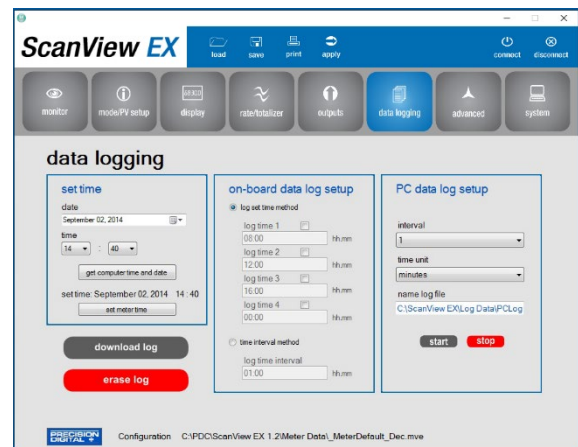 ScanView EX
load save print apply connect disconnect
monitor mode/PV setup display rate/totalizer outputs data logging advanced system
data logging
set time
date
September 02, 2014
time
14 : 40
get computer time and date
set time: September 02, 2014 14 : 40
set meter time
download log
erase log
on-board data log setup
log set time method
log time 1
08:00 hh:mm
log time 2
12:00 hh:mm
log time 3
16:00 hh:mm
log time 4
00:00 hh:mm
time interval method
log time interval
01:00 hh:mm
PC data log setup
interval
1
time unit
minutes
name log file
C:\ScanView EX\Log Data\PCLog
start stop
PRECISION
DIGITAL
Configuration C:\PDC\ScanView EX 1.2\Meter Data\_MeterDefault_Dec.mve